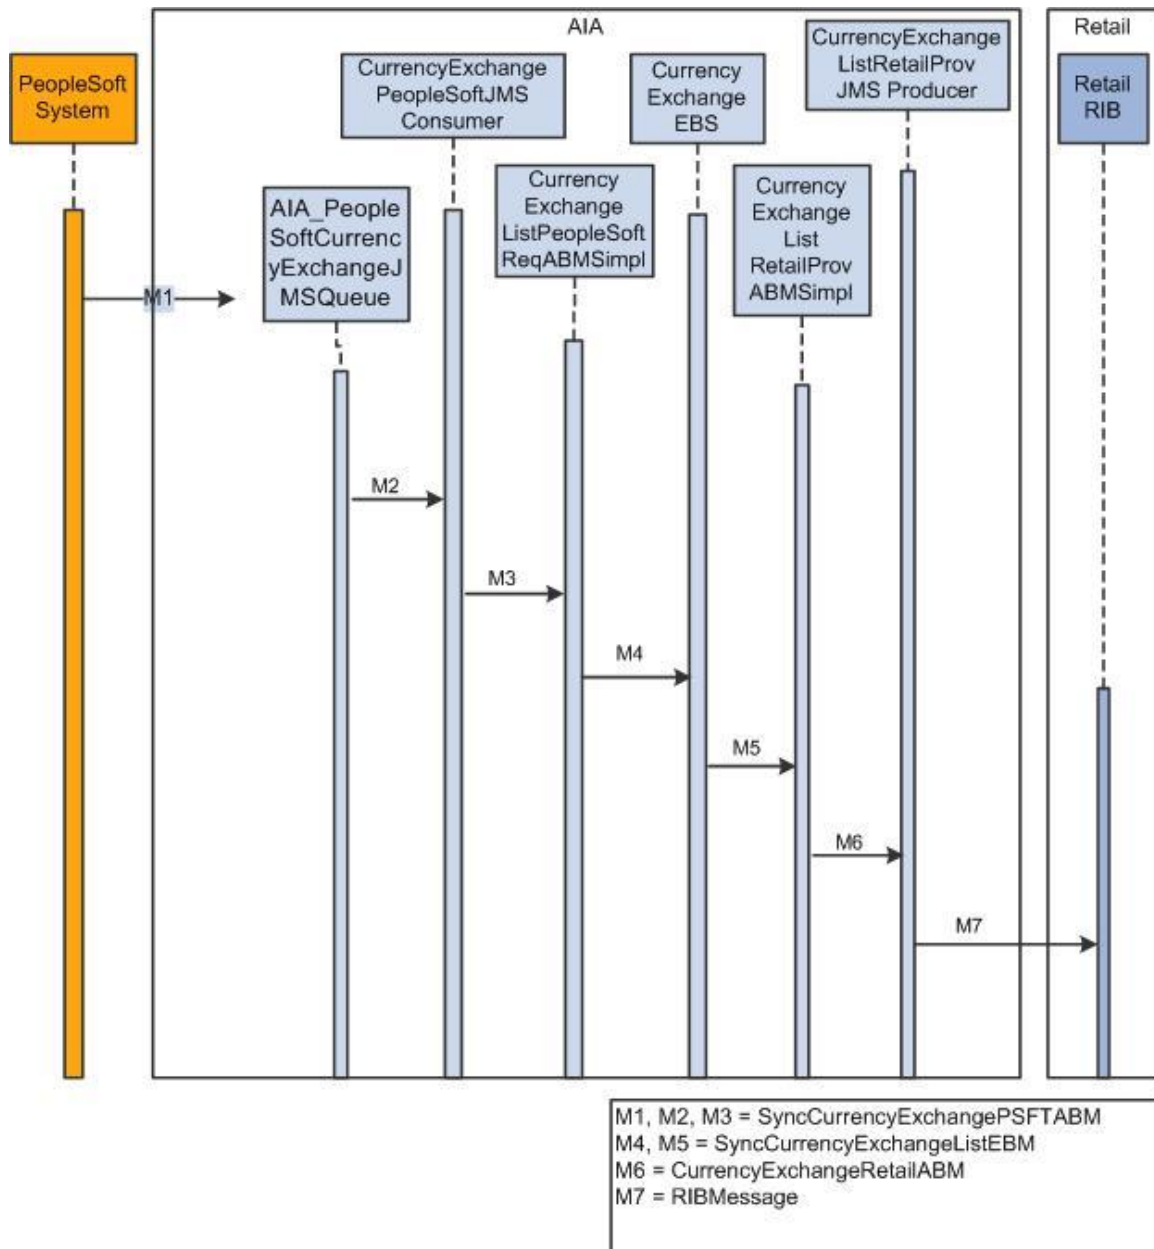 AIA
Retail
PeopleSoft
System
CurrencyExchange
PeopleSoftJMS
Consumer
Currency
Exchange
EBS
CurrencyExchange
ListRetailProv
JMS Producer
Retail
RIB
AIA_People
SoftCurrenc
yExchangeJ
MSQueue
Currency
Exchange
ListPeopleSoft
ReqABMSimpl
Currency
Exchange
List
RetailProv
ABMSimpl
M1
M2
M3
M4
M5
M6
M7
M1, M2, M3 = SyncCurrencyExchangePSFTABM
M4, M5 = SyncCurrencyExchangeListEBM
M6 = CurrencyExchangeRetailABM
M7 = RIBMessage